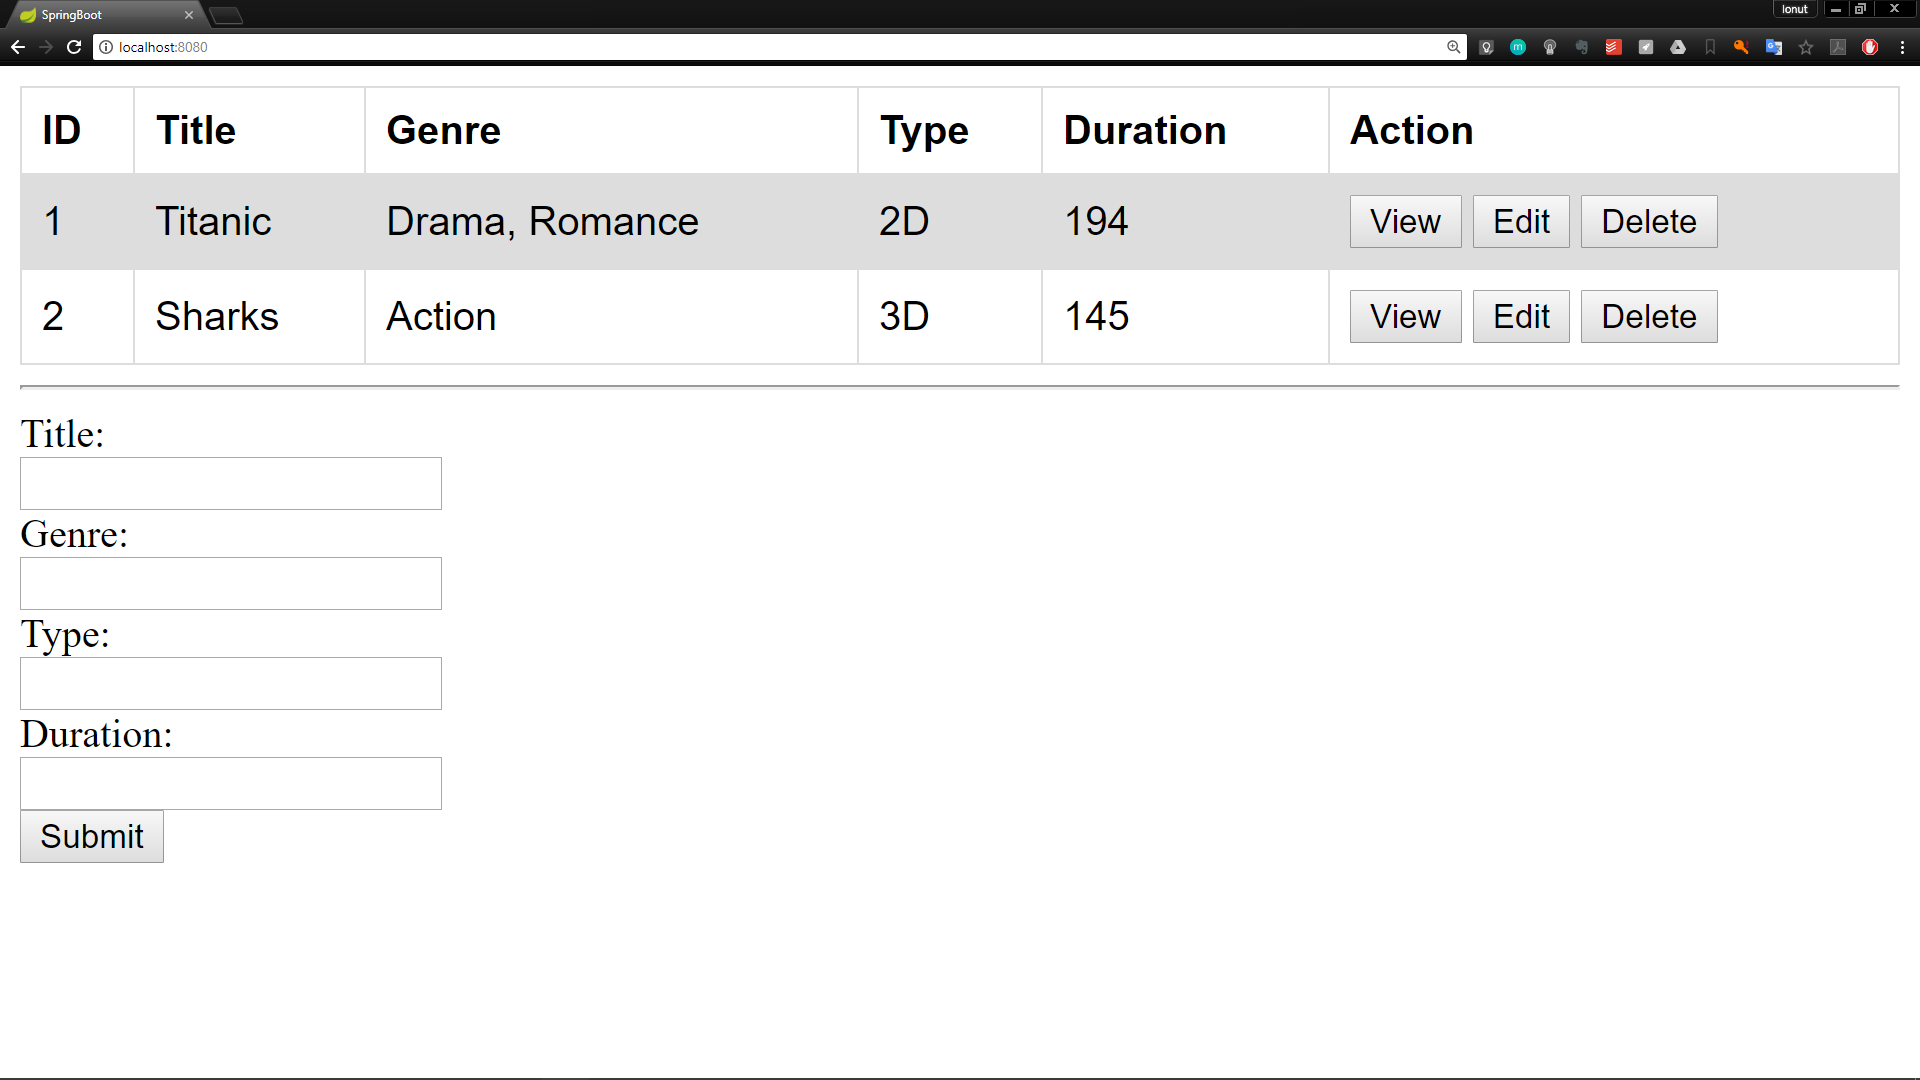 SpringBoot
Ionut
localhost:8080
ID Title Genre Type Duration Action
1 Titanic Drama, Romance 2D 194 View Edit Delete
2 Sharks Action 3D 145 View Edit Delete
Title:
Genre:
Type:
Duration:
Submit